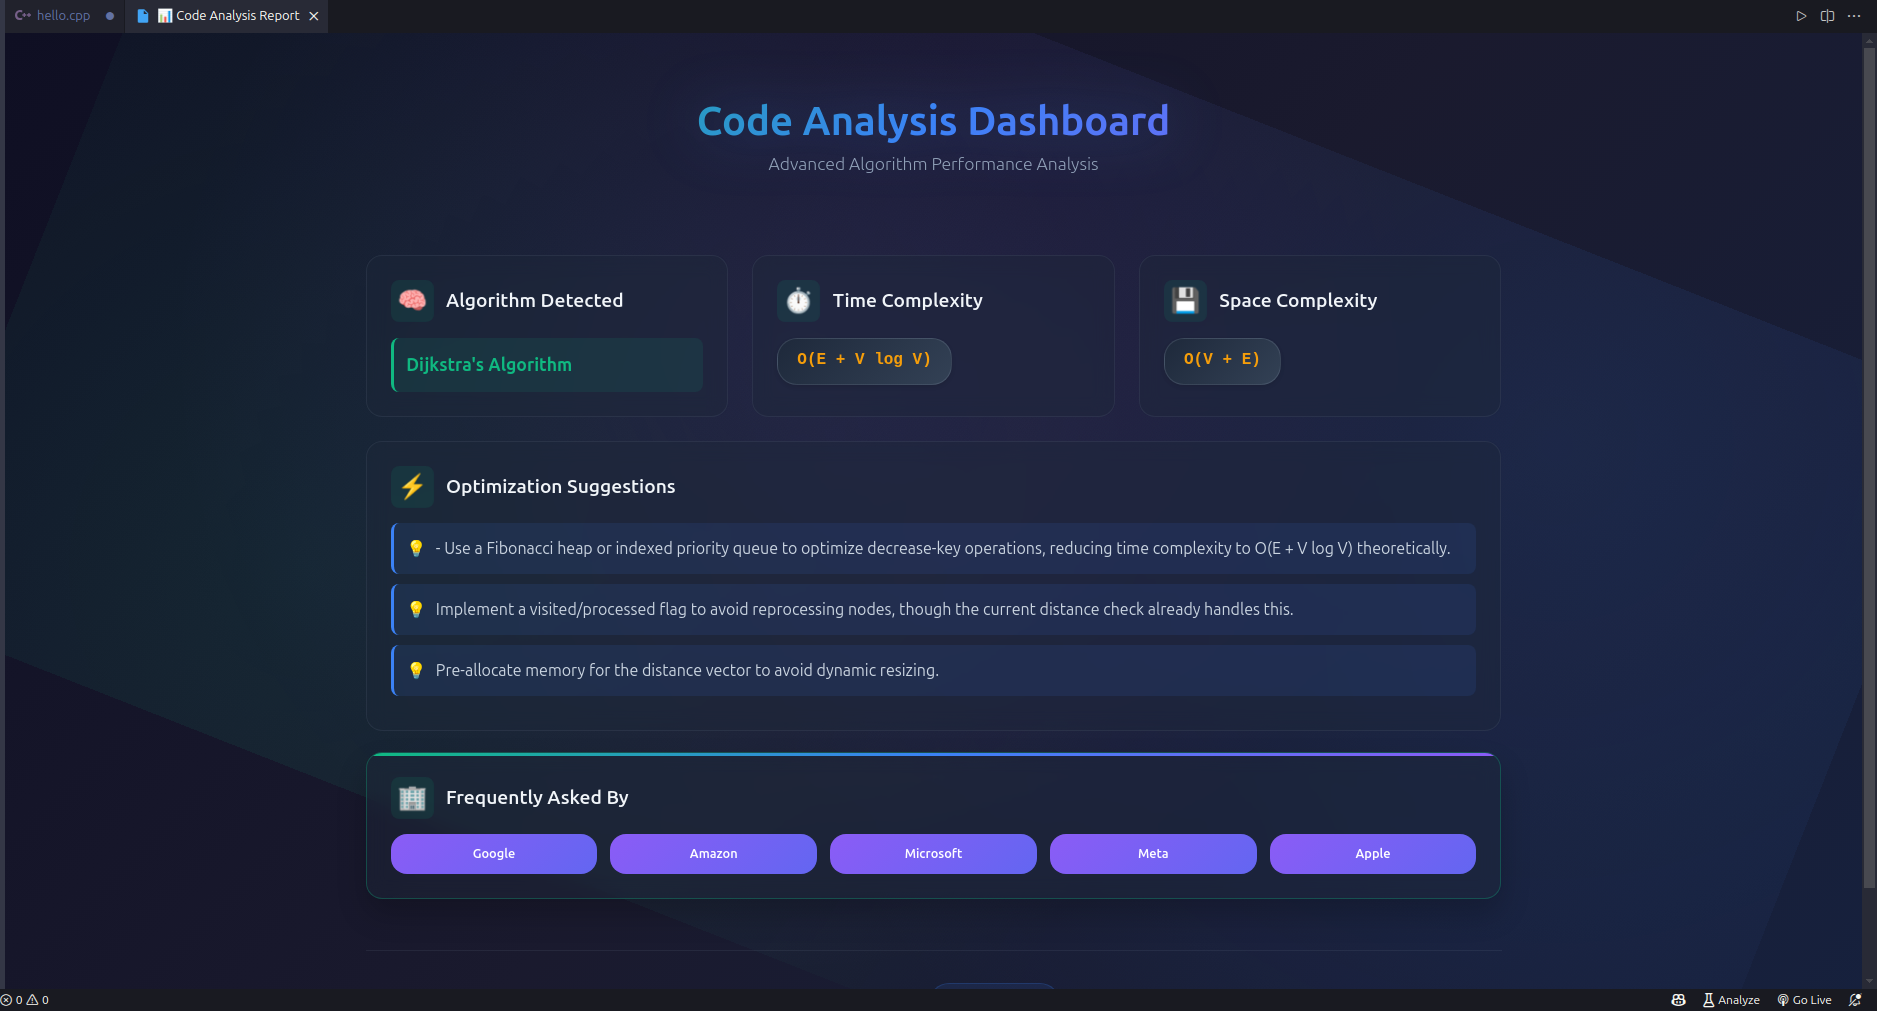 hello.cpp
Code Analysis Report
Code Analysis Dashboard
Advanced Algorithm Performance Analysis
Algorithm Detected
Dijkstra's Algorithm
Time Complexity
O(E + V log V)
Space Complexity
O(V + E)
Optimization Suggestions
- Use a Fibonacci heap or indexed priority queue to optimize decrease-key operations, reducing time complexity to O(E + V log V) theoretically.
Implement a visited/processed flag to avoid reprocessing nodes, though the current distance check already handles this.
Pre-allocate memory for the distance vector to avoid dynamic resizing.
Frequently Asked By
Google
Amazon
Microsoft
Meta
Apple
0 0
Analyze
Go Live